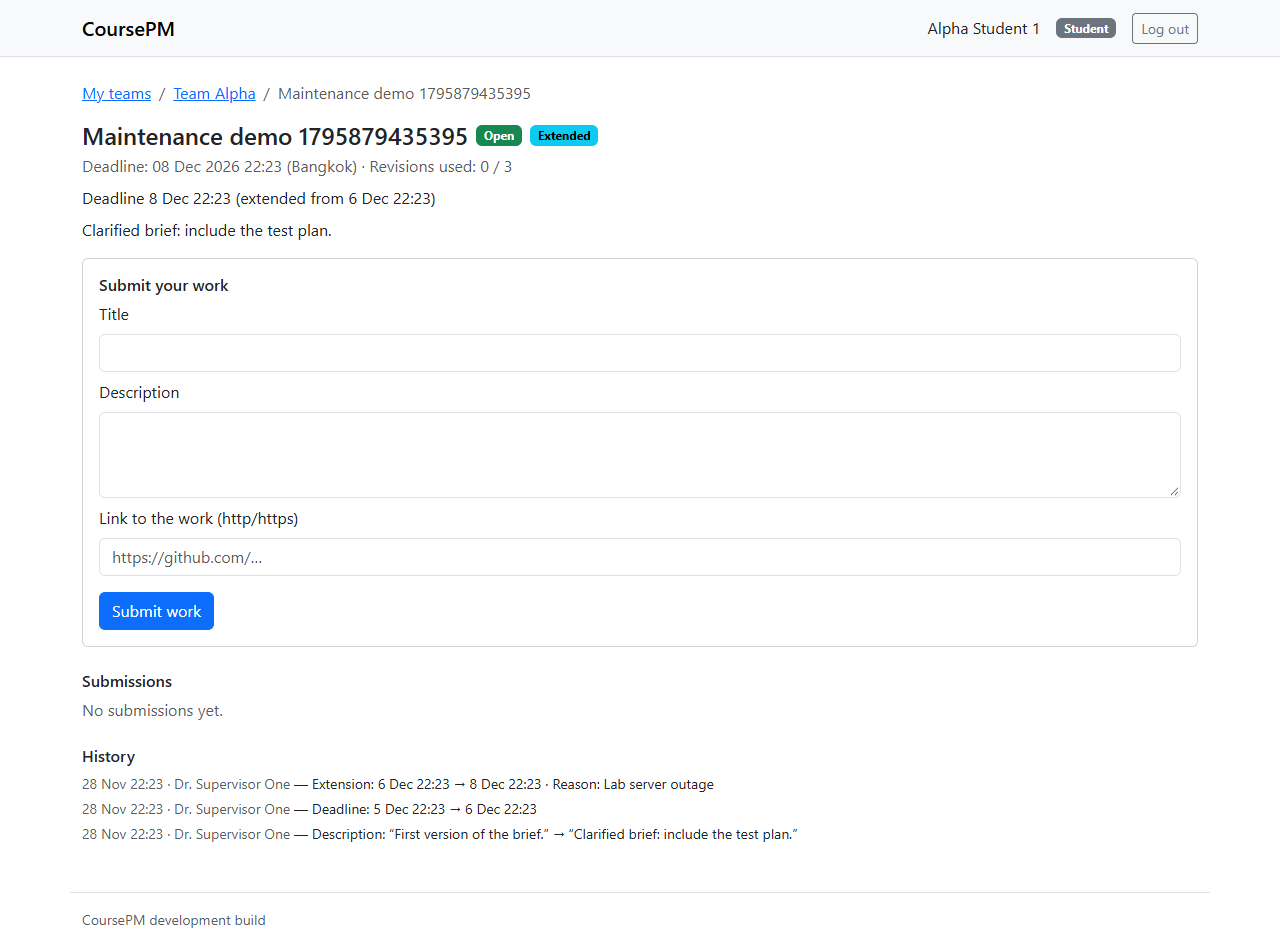 CoursePM
Alpha Student 1 Student Log out
My teams / Team Alpha / Maintenance demo 1795879435395
Maintenance demo 1795879435395 Open Extended
Deadline: 08 Dec 2026 22:23 (Bangkok) · Revisions used: 0 / 3
Deadline 8 Dec 22:23 (extended from 6 Dec 22:23)
Clarified brief: include the test plan.
Submit your work
Title
Description
Link to the work (http/https)
https://github.com/...
Submit work
Submissions
No submissions yet.
History
28 Nov 22:23 · Dr. Supervisor One — Extension: 6 Dec 22:23 → 8 Dec 22:23 · Reason: Lab server outage
28 Nov 22:23 · Dr. Supervisor One — Deadline: 5 Dec 22:23 → 6 Dec 22:23
28 Nov 22:23 · Dr. Supervisor One — Description: “First version of the brief.” → “Clarified brief: include the test plan.”
CoursePM development build